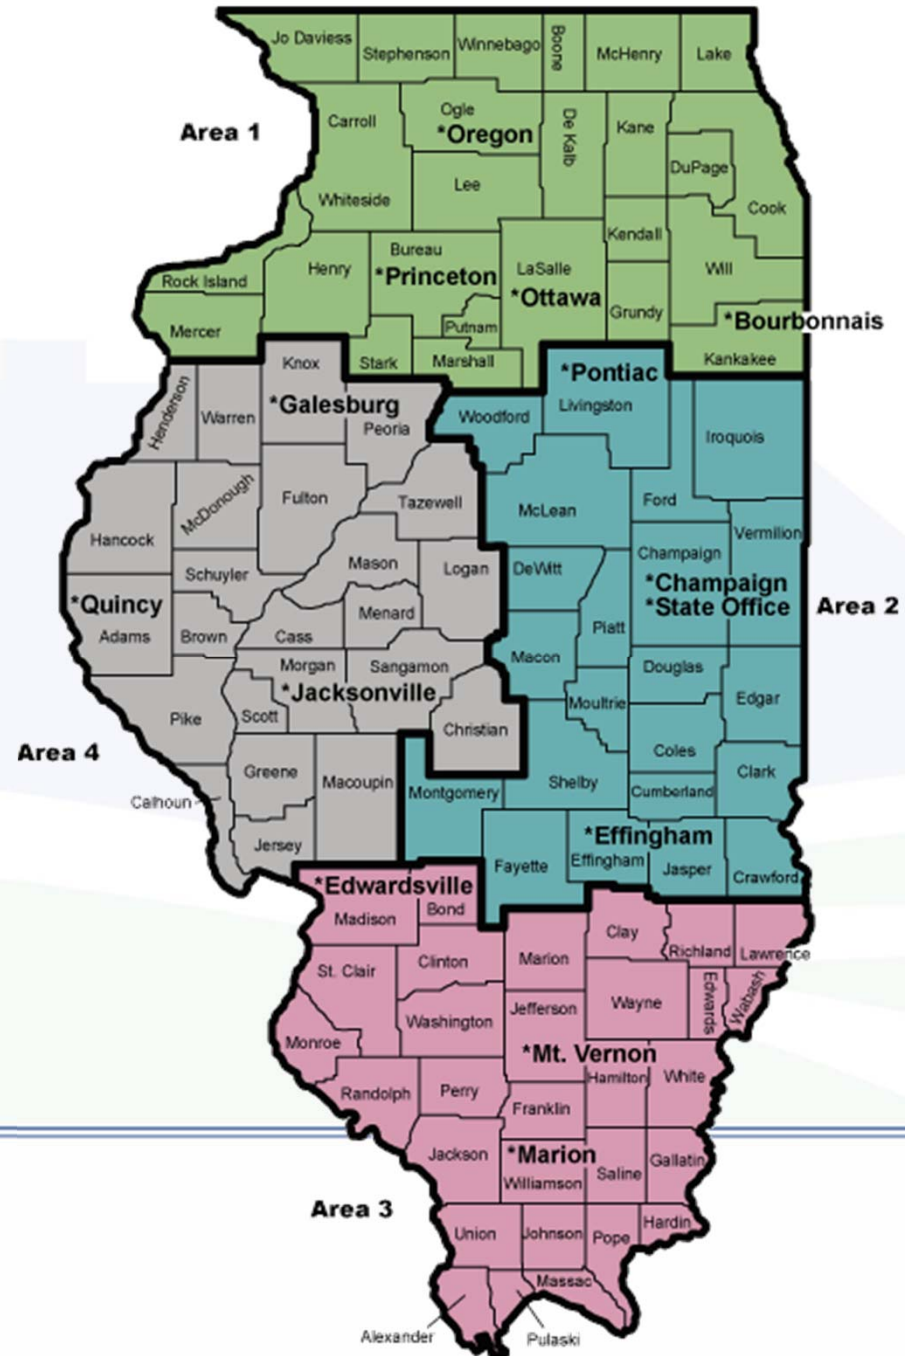 Jo Daviess
Stephenson
Winnebago
Boone
McHenry
Lake
Area 1
Carroll
Ogle
*Oregon
De Kalb
Kane
DuPage
Whiteside
Lee
Cook
Kendall
Rock Island
Henry
Bureau
*Princeton
LaSalle
*Ottawa
Will
Grundy
*Bourbonnais
Mercer
Putnam
Stark
Marshall
Kankakee
Knox
*Galesburg
*Pontiac
Livingston
Henderson
Warren
Peoria
Woodford
Iroquois
McDonough
Fulton
Tazewell
McLean
Ford
Hancock
Vermilion
Champaign
*Champaign
*State Office
Area 2
Schuyler
Mason
Logan
DeWitt
*Quincy
Adams
Brown
Cass
Menard
Piatt
Macon
Morgan
Sangamon
*Jacksonville
Douglas
Edgar
Pike
Scott
Christian
Moultrie
Area 4
Coles
Greene
Macoupin
Montgomery
Shelby
Clark
Cumberland
Calhoun
Jersey
*Effingham
Effingham
Fayette
Jasper
Crawford
*Edwardsville
Madison
Bond
Clay
Richland
Lawrence
St. Clair
Clinton
Marion
Edwards
Wabash
Wayne
Jefferson
Washington
Monroe
*Mt. Vernon
Hamilton
White
Randolph
Perry
Franklin
Jackson
*Marion
Williamson
Saline
Gallatin
Area 3
Union
Johnson
Pope
Hardin
Massac
Alexander
Pulaski